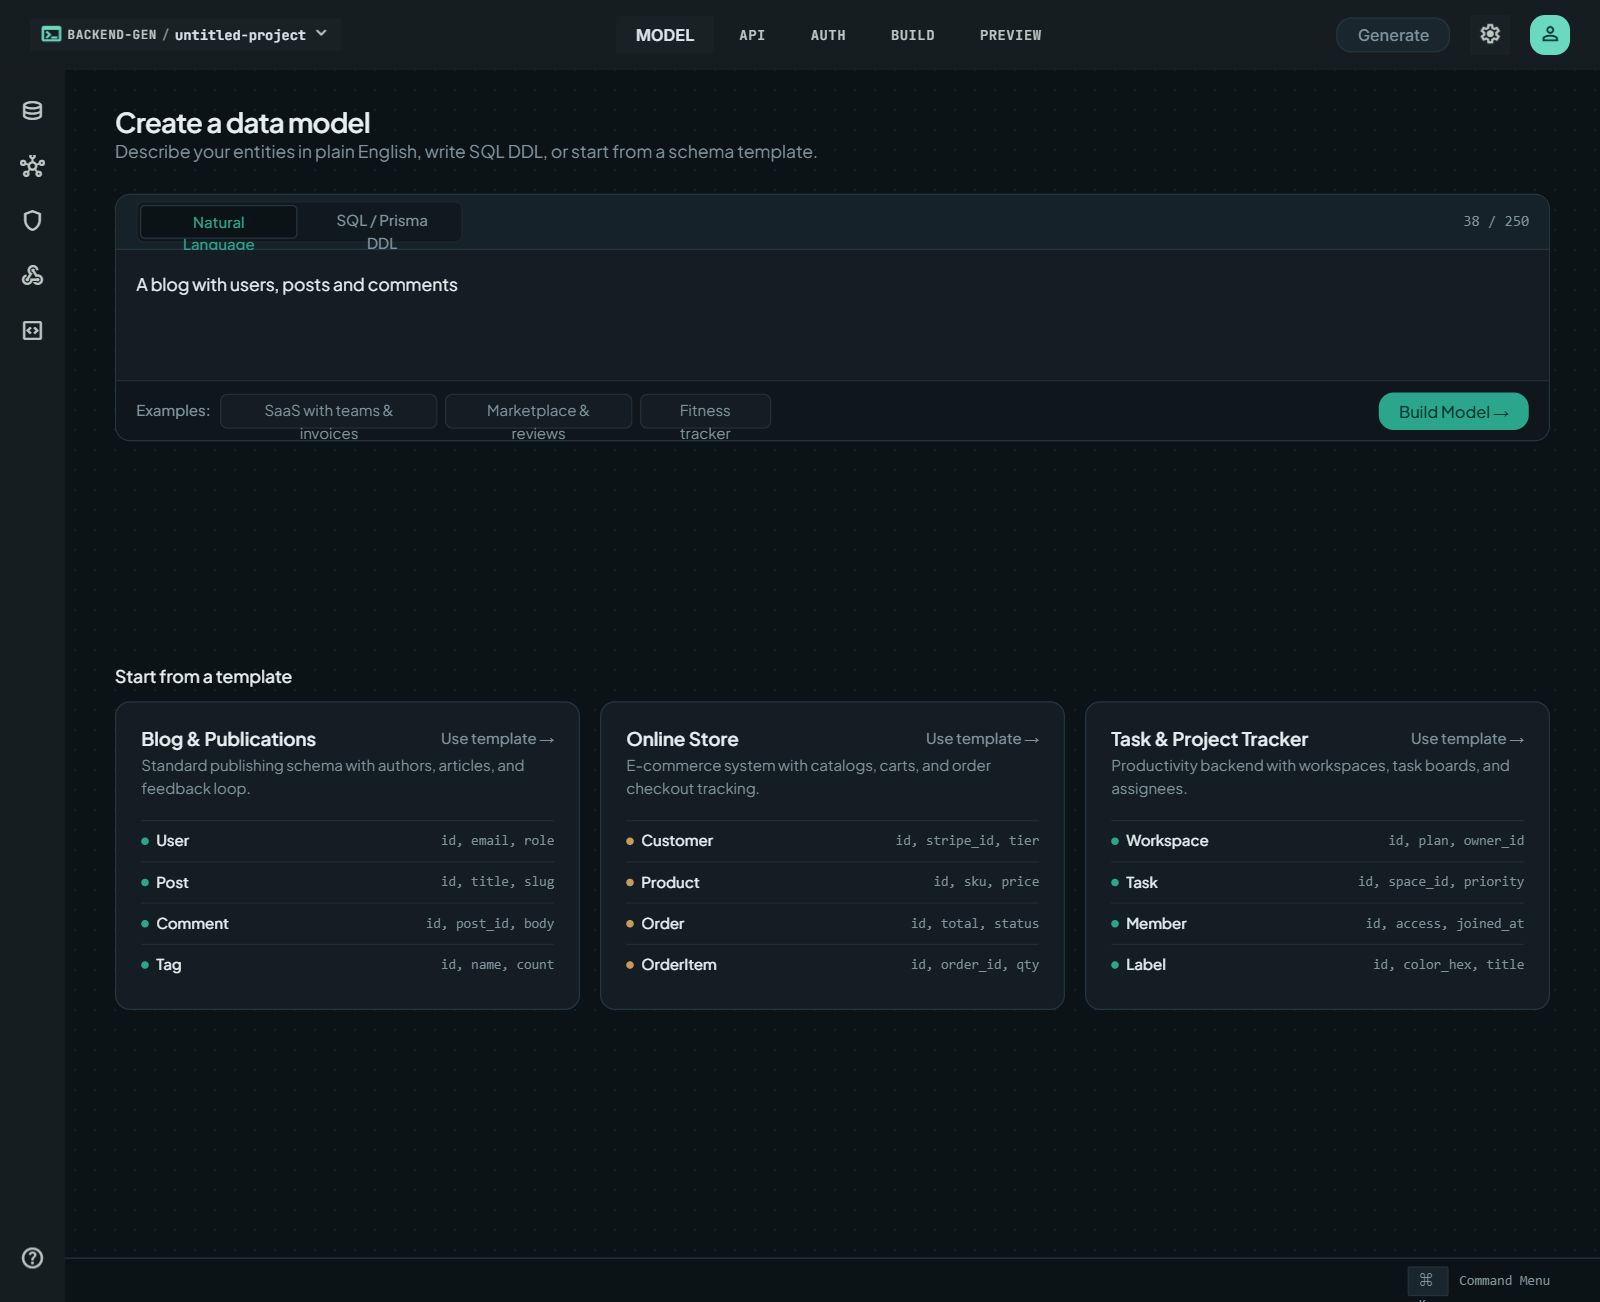 BACKEND-GEN / untitled-project
MODEL API AUTH BUILD PREVIEW
Generate
Create a data model
Describe your entities in plain English, write SQL DDL, or start from a schema template.
Natural Language
SQL / Prisma DDL
38 / 250
A blog with users, posts and comments
Examples:
SaaS with teams & invoices
Marketplace & reviews
Fitness tracker
Build Model →
Start from a template
Blog & Publications
Use template →
Standard publishing schema with authors, articles, and
feedback loop.
User id, email, role
Post id, title, slug
Comment id, post_id, body
Tag id, name, count
Online Store
Use template →
E-commerce system with catalogs, carts, and order
checkout tracking.
Customer id, stripe_id, tier
Product id, sku, price
Order id, total, status
OrderItem id, order_id, qty
Task & Project Tracker
Use template →
Productivity backend with workspaces, task boards, and
assignees.
Workspace id, plan, owner_id
Task id, space_id, priority
Member id, access, joined_at
Label id, color_hex, title
⌘ Command Menu